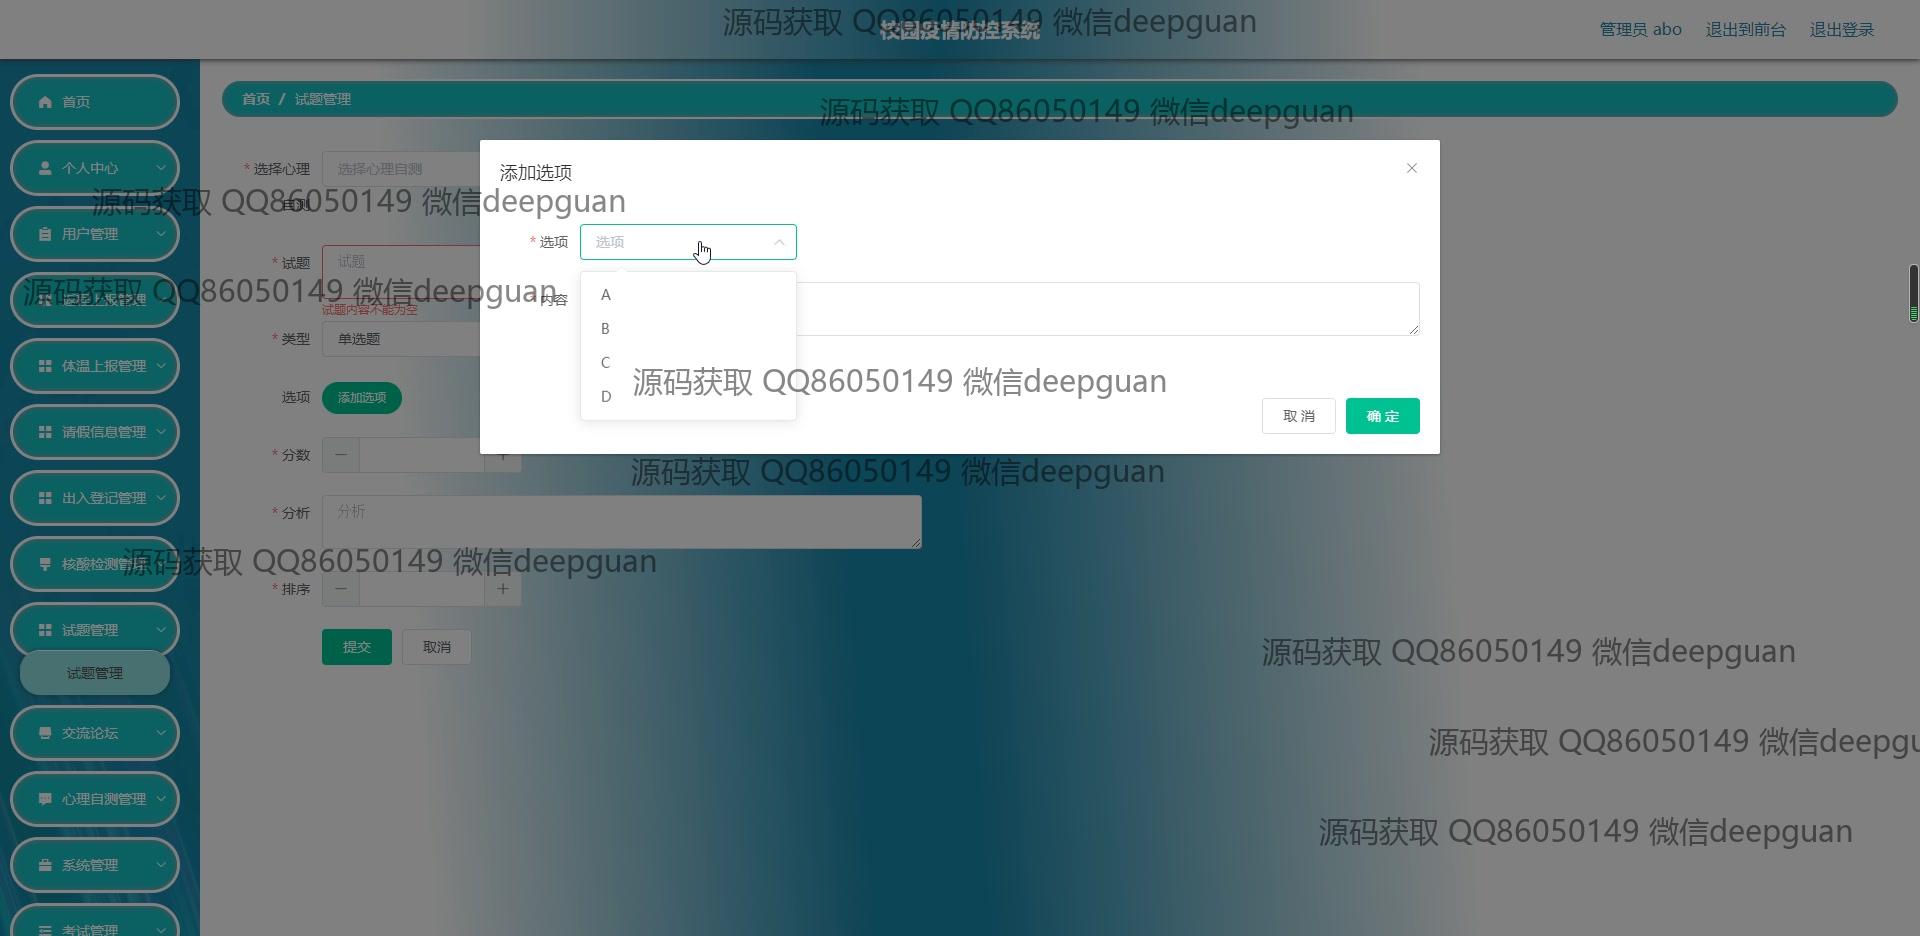 源码获取 QQ86050149 微信deepguan
校园疫情防控系统
管理员 abo
退出到前台
退出登录
首页
首页 / 试题管理
源码获取 QQ86050149 微信deepguan
个人中心
* 选择心理自测
选择心理自测
添加选项
源码获取 QQ86050149 微信deepguan
用户管理
* 选项
选项
* 试题
试题
源码获取 QQ86050149 微信deepguan
试题内容不能为空
* 内容
A
B
C
D
* 类型
单选题
体温上报管理
源码获取 QQ86050149 微信deepguan
选项
添加选项
取消
确定
请假信息管理
* 分数
源码获取 QQ86050149 微信deepguan
出入登记管理
* 分析
分析
核酸检测管理
源码获取 QQ86050149 微信deepguan
* 排序
试题管理
提交
取消
源码获取 QQ86050149 微信deepguan
试题管理
交流论坛
源码获取 QQ86050149 微信deepgu
心理自测管理
源码获取 QQ86050149 微信deepguan
系统管理
考试管理